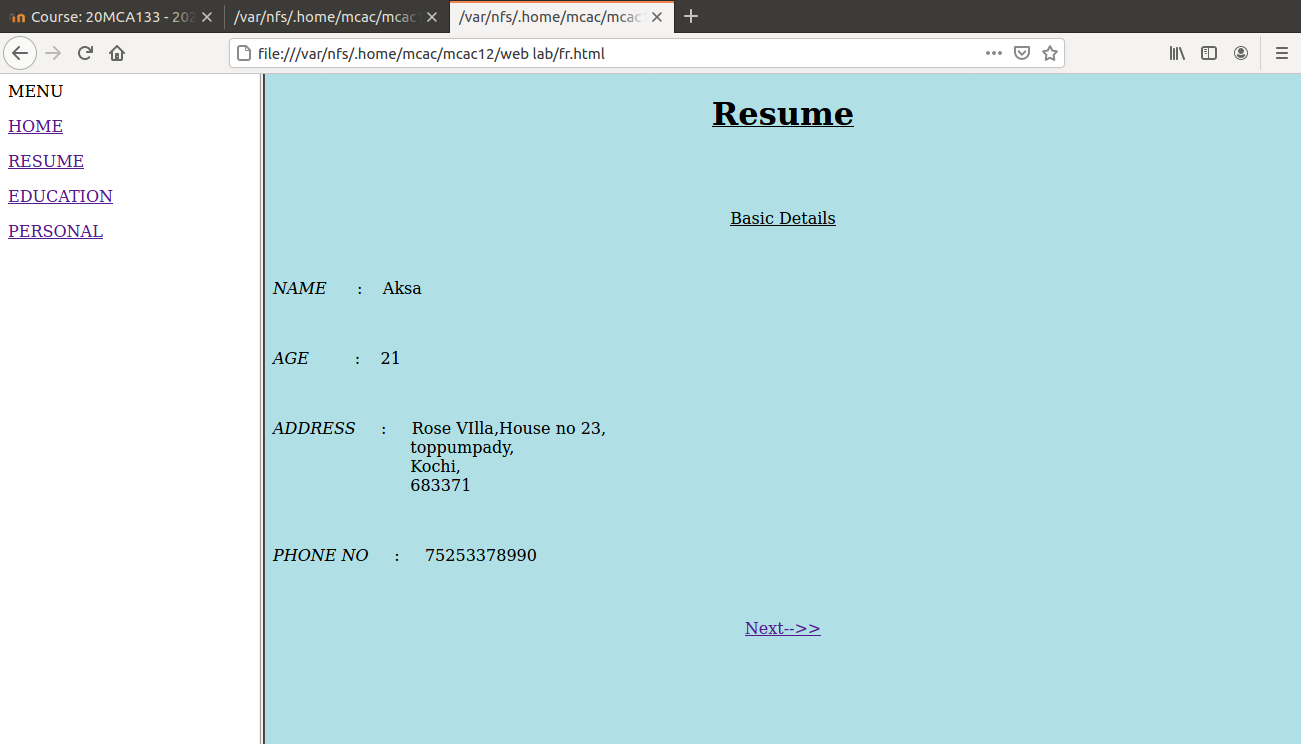 Course: 20MCA133 - 202
/var/nfs/.home/mcac/mcac
/var/nfs/.home/mcac/mcac
file:///var/nfs/.home/mcac/mcac12/web lab/fr.html
MENU
HOME
RESUME
EDUCATION
PERSONAL
Resume
Basic Details
NAME : Aksa
AGE : 21
ADDRESS : Rose VIlla,House no 23,
toppumpady,
Kochi,
683371
PHONE NO : 75253378990
Next-->>